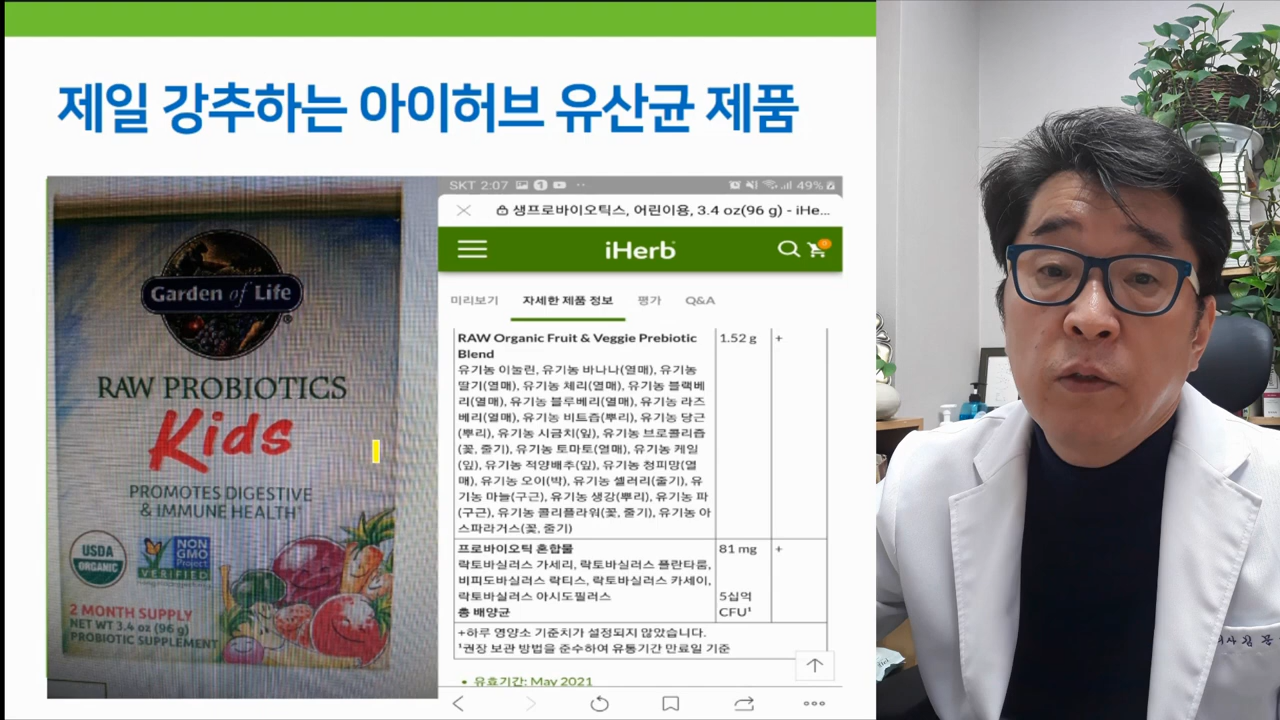 제일 강추하는 아이허브 유산균 제품
Garden of Life
RAW PROBIOTICS
Kids
PROMOTES DIGESTIVE
& IMMUNE HEALTH
USDA
ORGANIC
NON
GMO
Project
VERIFIED
2 MONTH SUPPLY
NET WT 3.4 oz (96 g)
PROBIOTIC SUPPLEMENT
SKT 2:07
49%
생프로바이오틱스, 어린이용, 3.4 oz(96 g) - iHe...
iHerb
0
미리보기 자세한 제품 정보 평가 Q&A
RAW Organic Fruit & Veggie Prebiotic 1.52 g +
Blend
유기농 이눌린, 유기농 바나나(열매), 유기농
딸기(열매), 유기농 체리(열매), 유기농 블랙베
리(열매), 유기농 블루베리(열매), 유기농 라즈
베리(열매), 유기농 비트즙(뿌리), 유기농 당근
(뿌리), 유기농 시금치(잎), 유기농 브로콜리즙
(꽃, 줄기), 유기농 토마토(열매), 유기농 케일
(잎), 유기농 적양배추(잎), 유기농 청피망(열
매), 유기농 오이(박), 유기농 셀러리(줄기), 유
기농 마늘(구근), 유기농 생강(뿌리), 유기농 파
(구근), 유기농 콜리플라워(꽃, 줄기), 유기농 아
스파라거스(꽃, 줄기)
프로바이오틱 혼합물 81 mg +
락토바실러스 가세리, 락토바실러스 플란타룸,
비피도바실러스 락티스, 락토바실러스 카세이,
락토바실러스 아시도필러스 5십억
총 배양균 CFU¹
+하루 영양소 기준치가 설정되지 않았습니다.
¹권장 보관 방법을 준수하여 유통기간 만료일 기준
• 유효기간: May 2021